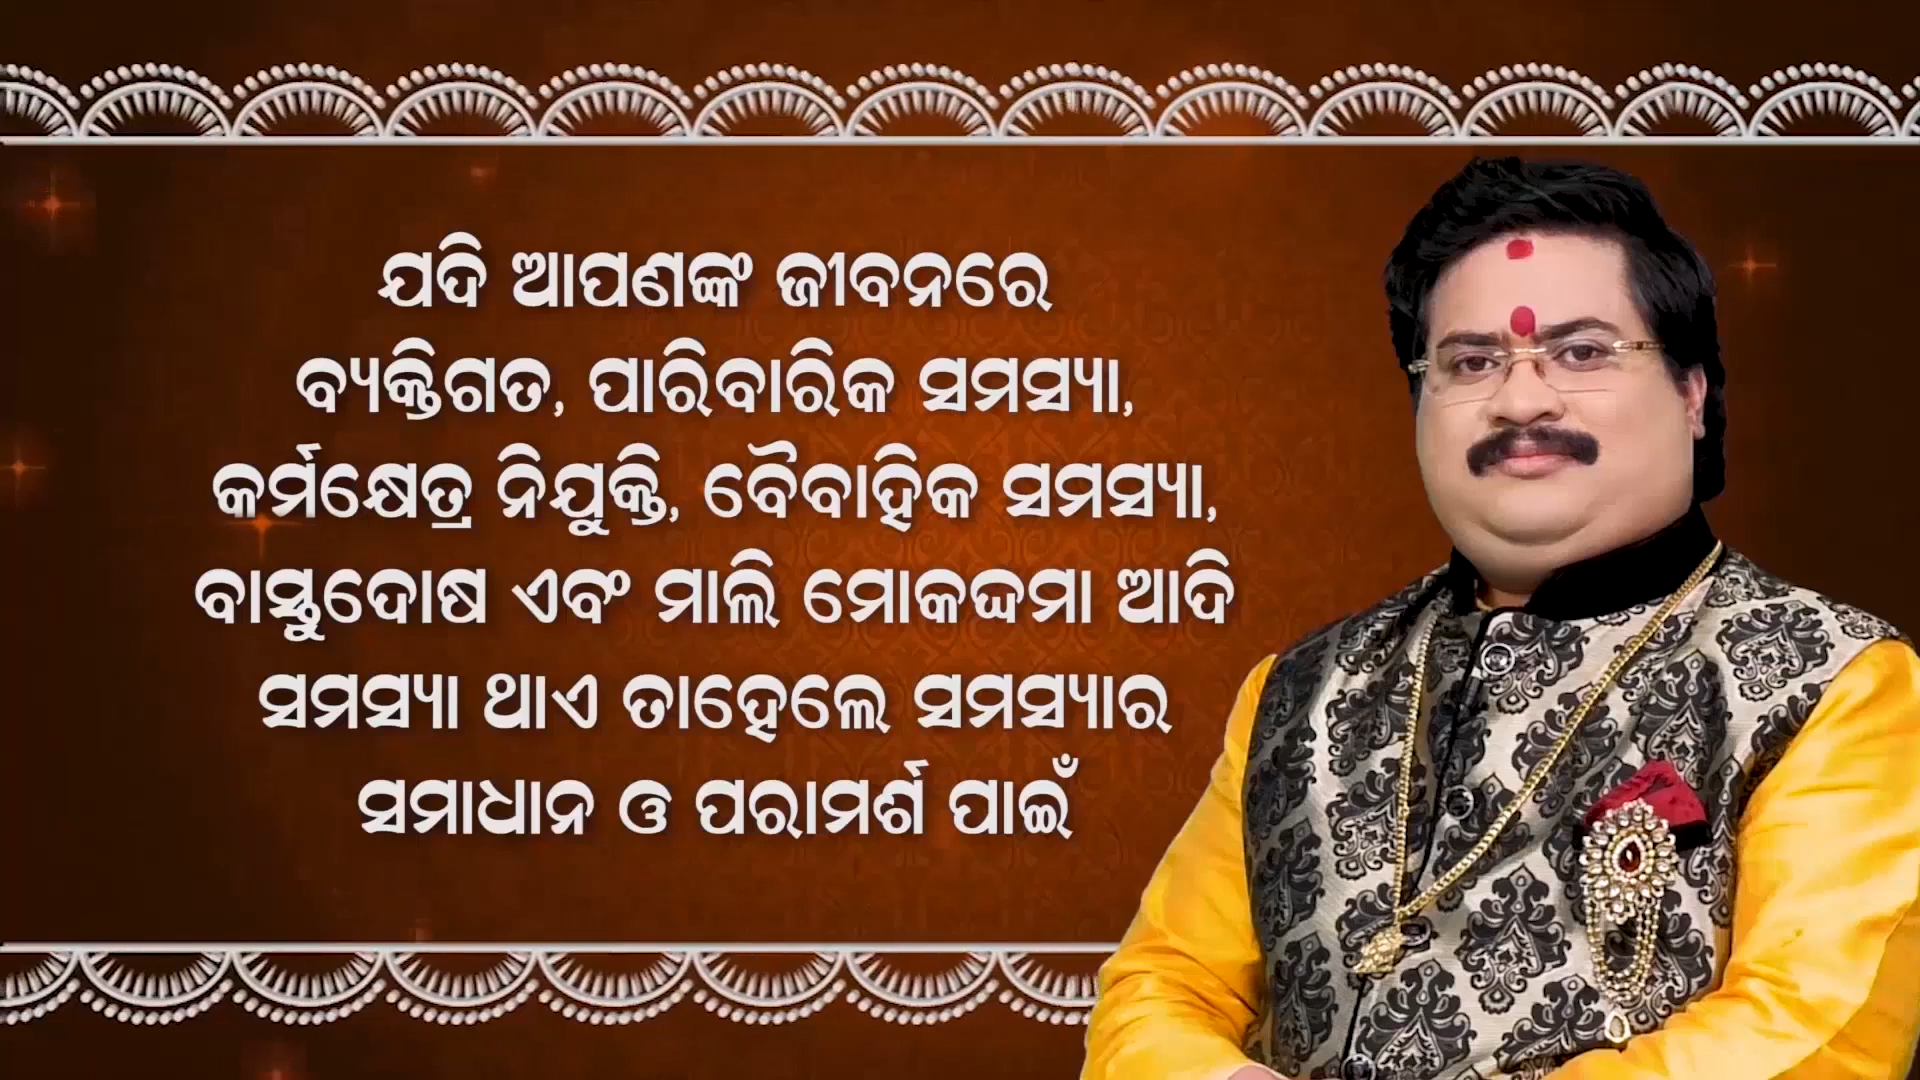 ଯଦି ଆପଣଙ୍କ ଜୀବନରେ
ବ୍ୟକ୍ତିଗତ, ପାରିବାରିକ ସମସ୍ୟା,
କର୍ମକ୍ଷେତ୍ର ନିଯୁକ୍ତି, ବୈବାହିକ ସମସ୍ୟା,
ବାସ୍ତୁଦୋଷ ଏବଂ ମାଲି ମୋକଦ୍ଦମା ଆଦି
ସମସ୍ୟା ଥାଏ ତାହେଲେ ସମସ୍ୟାର
ସମାଧାନ ଓ ପରାମର୍ଶ ପାଇଁ